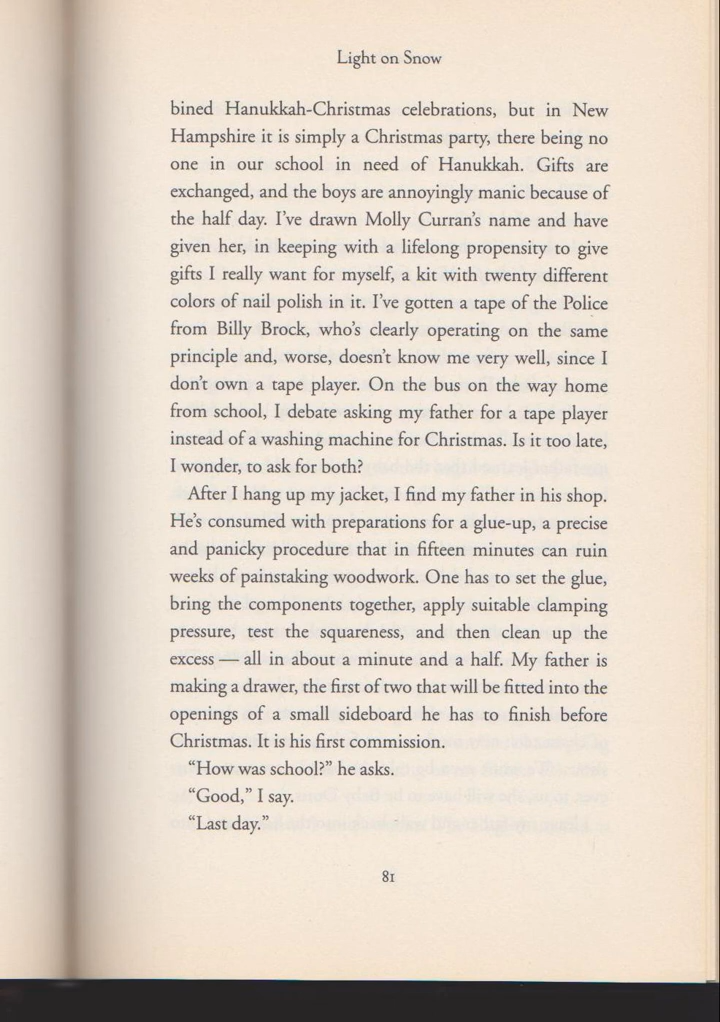 Light on Snow
bined Hanukkah-Christmas celebrations, but in New
Hampshire it is simply a Christmas party, there being no
one in our school in need of Hanukkah. Gifts are
exchanged, and the boys are annoyingly manic because of
the half day. I’ve drawn Molly Curran’s name and have
given her, in keeping with a lifelong propensity to give
gifts I really want for myself, a kit with twenty different
colors of nail polish in it. I’ve gotten a tape of the Police
from Billy Brock, who’s clearly operating on the same
principle and, worse, doesn’t know me very well, since I
don’t own a tape player. On the bus on the way home
from school, I debate asking my father for a tape player
instead of a washing machine for Christmas. Is it too late,
I wonder, to ask for both?
After I hang up my jacket, I find my father in his shop.
He’s consumed with preparations for a glue-up, a precise
and panicky procedure that in fifteen minutes can ruin
weeks of painstaking woodwork. One has to set the glue,
bring the components together, apply suitable clamping
pressure, test the squareness, and then clean up the
excess — all in about a minute and a half. My father is
making a drawer, the first of two that will be fitted into the
openings of a small sideboard he has to finish before
Christmas. It is his first commission.
“How was school?” he asks.
“Good,” I say.
“Last day.”
81